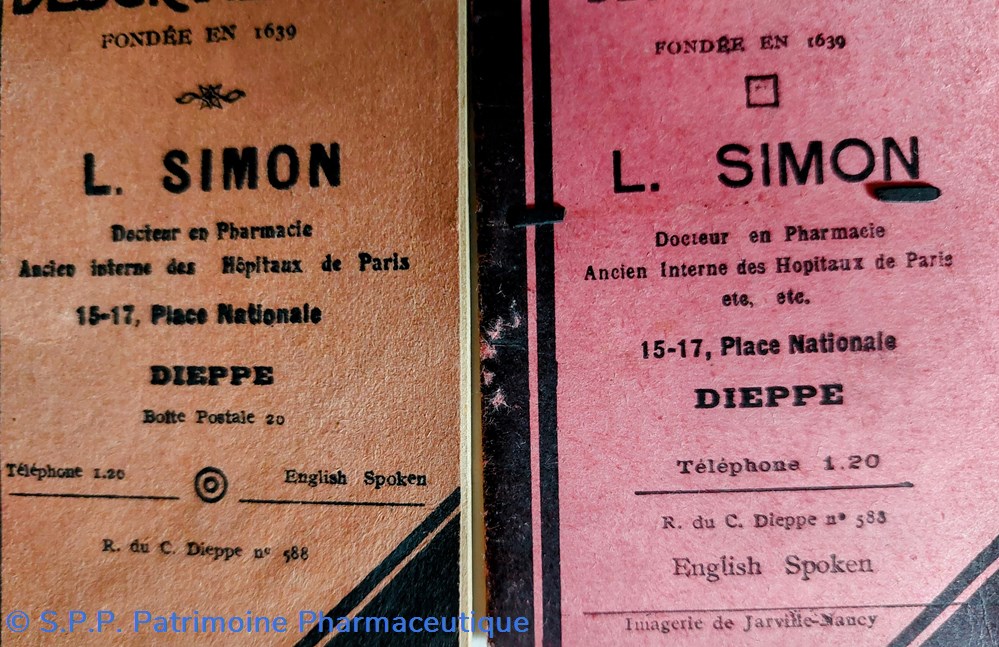 FONDÉE EN 1639
L. SIMON
Docteur en Pharmacie
Ancien interne des Hôpitaux de Paris
15-17, Place Nationale
DIEPPE
Boîte Postale 20
Téléphone 1.20
English Spoken
R. du C. Dieppe nº 588
FONDÉE EN 1639
L. SIMON
Docteur en Pharmacie
Ancien Interne des Hopitaux de Paris
etc, etc.
15-17, Place Nationale
DIEPPE
Téléphone 1.20
R. du C. Dieppe nº 588
English Spoken
Imagerie de Jarville-Nancy
© S.P.P. Patrimoine Pharmaceutique